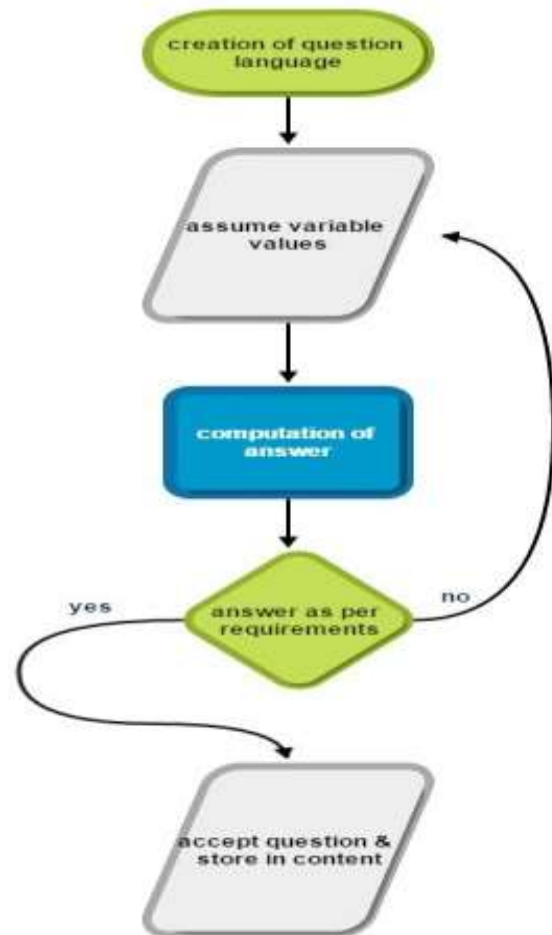 creation of question
language
assume variable
values
computation of
answer
answer as per
requirements
yes
no
accept question &
store in content